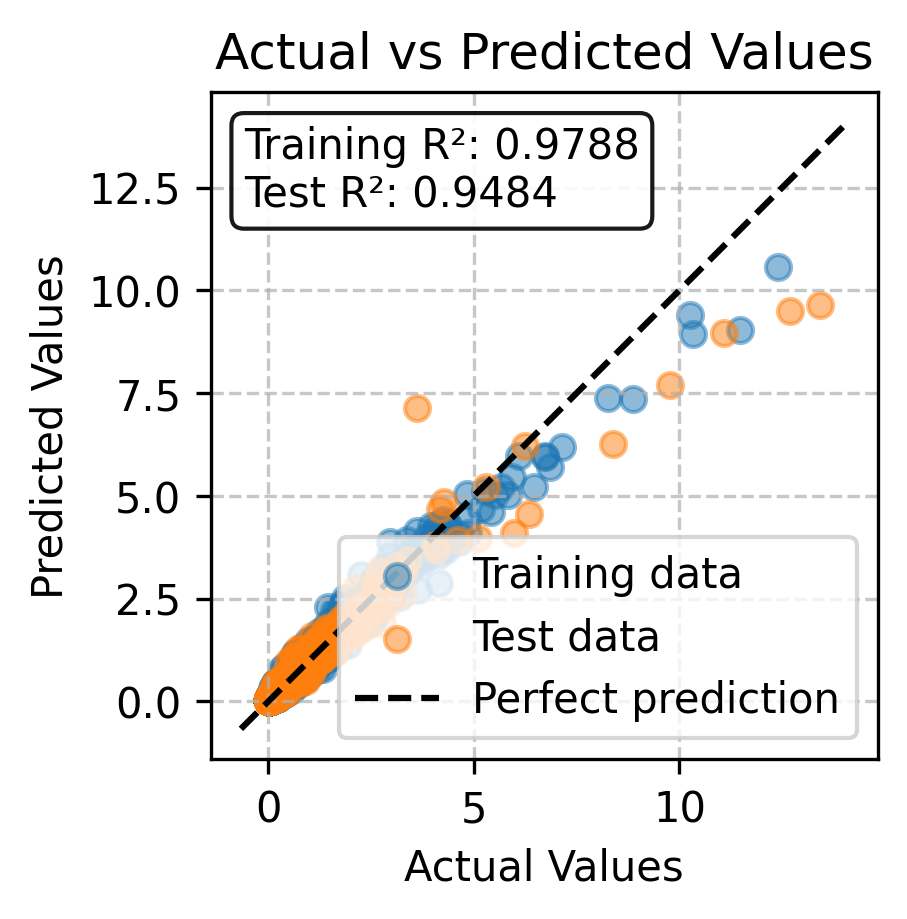 Actual vs Predicted Values
Training R²: 0.9788
Test R²: 0.9484
12.5
10.0
7.5
5.0
2.5
0.0
Predicted Values
Training data
Test data
Perfect prediction
0 5 10
Actual Values